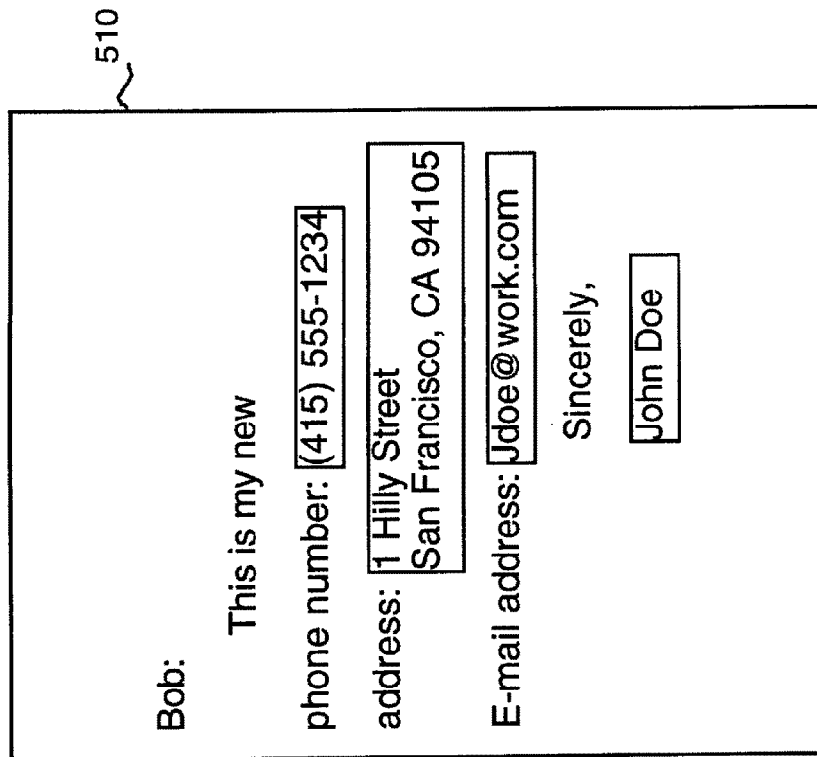 510
Bob:
This is my new
phone number: (415) 555-1234
address: 1 Hilly Street
San Francisco, CA 94105
E-mail address: Jdoe@work.com
Sincerely,
John Doe